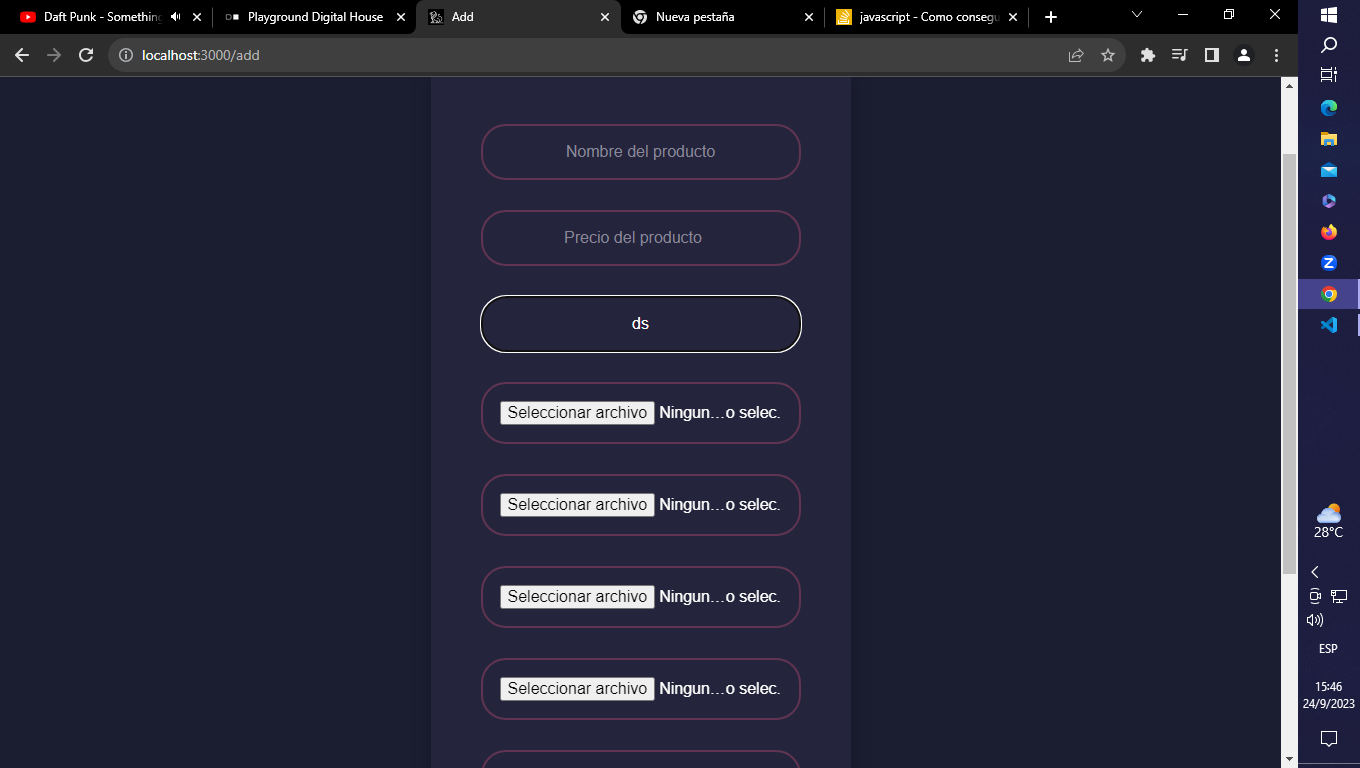 Daft Punk - Something
Playground Digital House
Add
Nueva pestaña
javascript - Como consegu
localhost:3000/add
Nombre del producto
Precio del producto
ds
Seleccionar archivo Ningun...o selec.
Seleccionar archivo Ningun...o selec.
Seleccionar archivo Ningun...o selec.
Seleccionar archivo Ningun...o selec.
28°C
ESP
15:46
24/9/2023